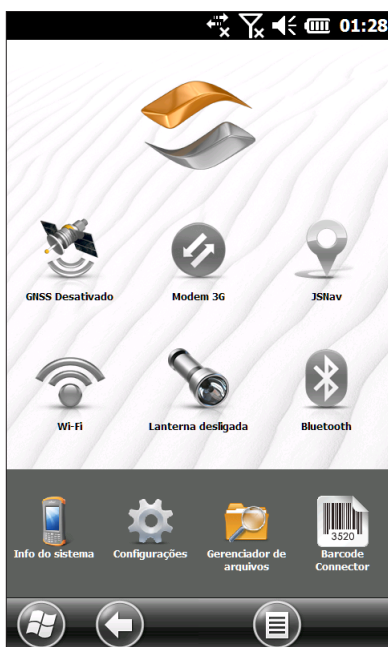 01:28
GNSS Desativado
Modem 3G
JSNav
Wi-Fi
Lanterna desligada
Bluetooth
3520
Info do sistema
Configurações
Gerenciador de
arquivos
Barcode
Connector